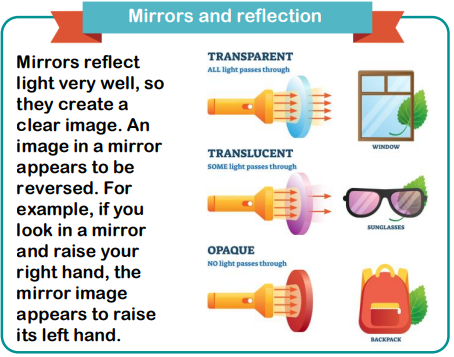 Mirrors and reflection
Mirrors reflect
light very well, so
they create a
clear image. An
image in a mirror
appears to be
reversed. For
example, if you
look in a mirror
and raise your
right hand, the
mirror image
appears to raise
its left hand.
TRANSPARENT
ALL light passes through
WINDOW
TRANSLUCENT
SOME light passes through
SUNGLASSES
OPAQUE
NO light passes through
BACKPACK